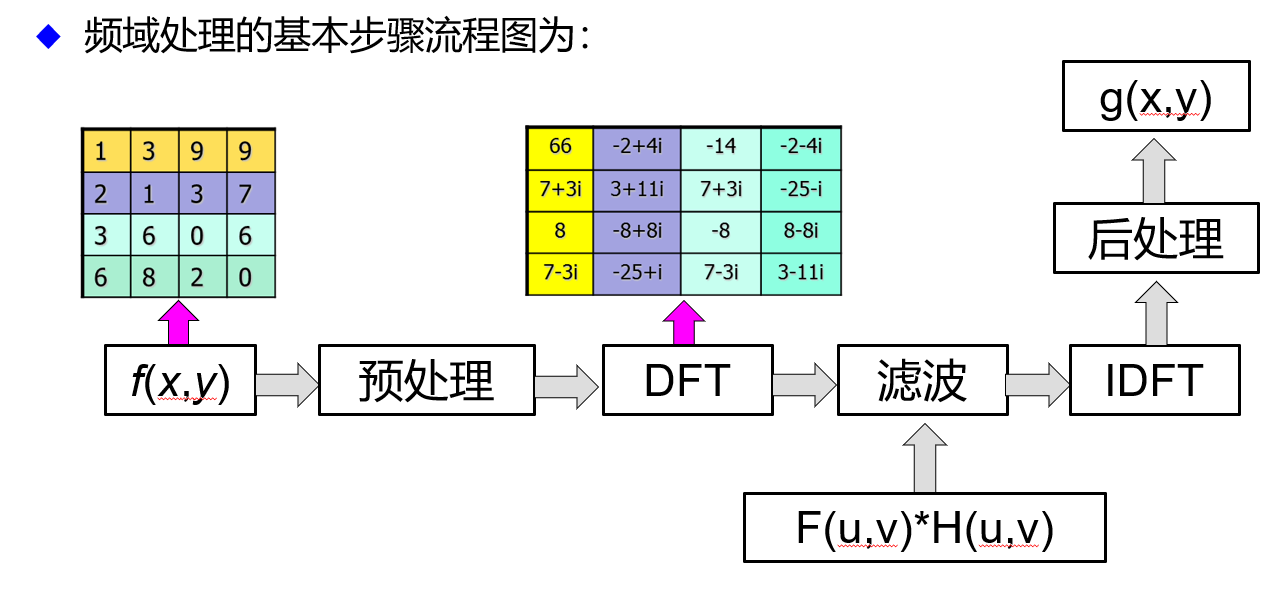 频域处理的基本步骤流程图为：
g(x,y)
1 3 9 9
2 1 3 7
3 6 0 6
6 8 2 0
66 -2+4i -14 -2-4i
7+3i 3+11i 7+3i -25-i
8 -8+8i -8 8-8i
7-3i -25+i 7-3i 3-11i
后处理
f(x,y)
预处理
DFT
滤波
IDFT
F(u,v)*H(u,v)